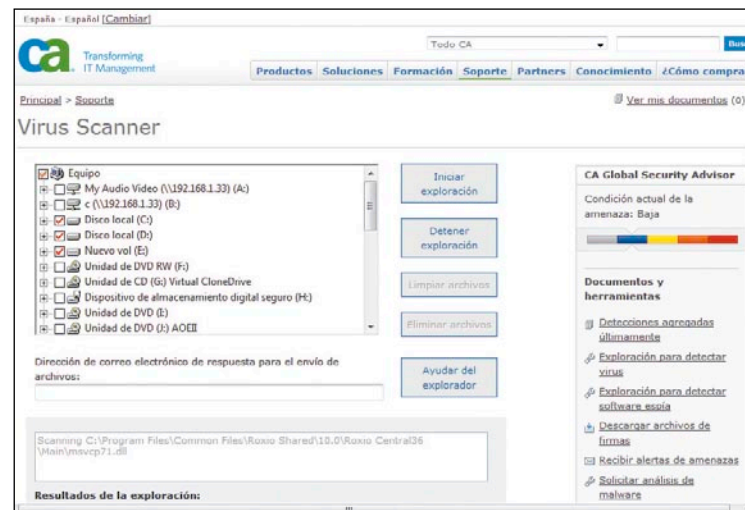 España - Español [Cambiar]
ca
Transforming
IT Management
Todo CA
Productos Soluciones Formación Soporte Partners Conocimiento ¿Cómo compra
Principal > Soporte
Ver mis documentos (0)
Virus Scanner
Equipo
My Audio Video (\\192.168.1.33) (A:)
c (\\192.168.1.33) (B:)
Disco local (C:)
Disco local (D:)
Nuevo vol (E:)
Unidad de DVD RW (F:)
Unidad de CD (G:) Virtual CloneDrive
Dispositivo de almacenamiento digital seguro (H:)
Unidad de DVD (I:)
Unidad de DVD (J:) AOEII
Iniciar
exploración
Detener
exploración
Limpiar archivos
Eliminar archivos
Ayudar del
explorador
Dirección de correo electrónico de respuesta para el envío de
archivos:
Scanning C:\Program Files\Common Files\Roxio Shared\10.0\Roxio Central36
\Main\msvcp71.dll
Resultados de la exploración:
CA Global Security Advisor
Condición actual de la
amenaza: Baja
Documentos y
herramientas
Detecciones agregadas
últimamente
Exploración para detectar
virus
Exploración para detectar
software espía
Descargar archivos de
firmas
Recibir alertas de amenazas
Solicitar análisis de
malware